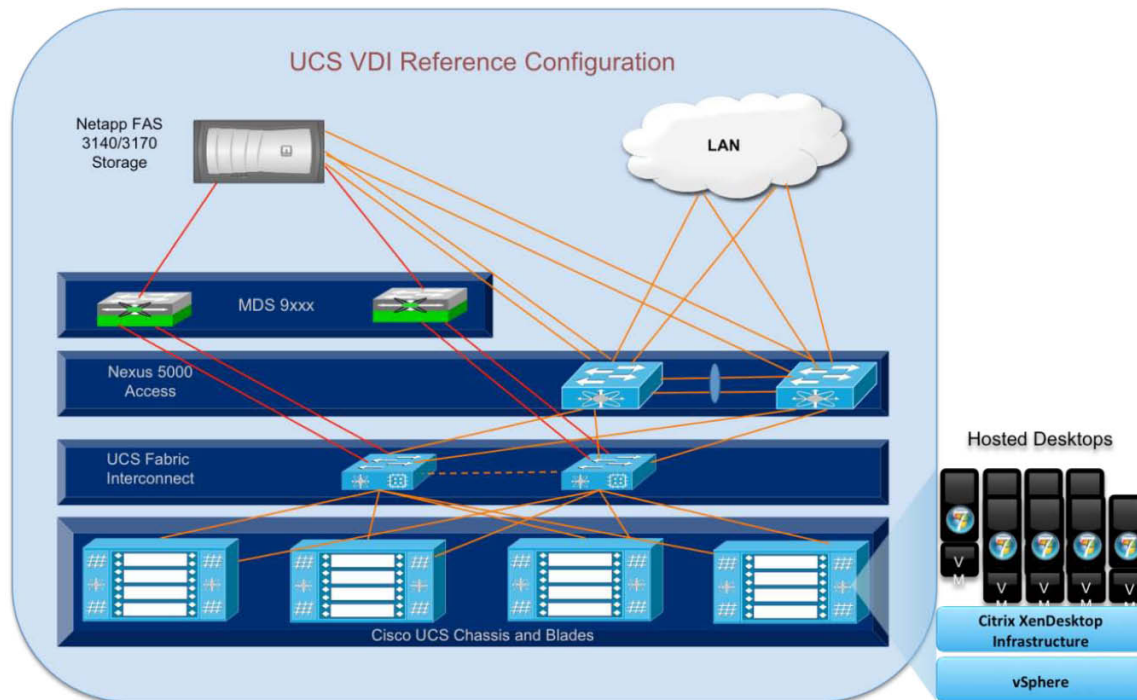 UCS VDI Reference Configuration
Netapp FAS
3140/3170
Storage
LAN
MDS 9xxx
Nexus 5000
Access
UCS Fabric
Interconnect
Cisco UCS Chassis and Blades
Hosted Desktops
V
M
V
M
V
M
V
M
V
M
Citrix XenDesktop
Infrastructure
vSphere